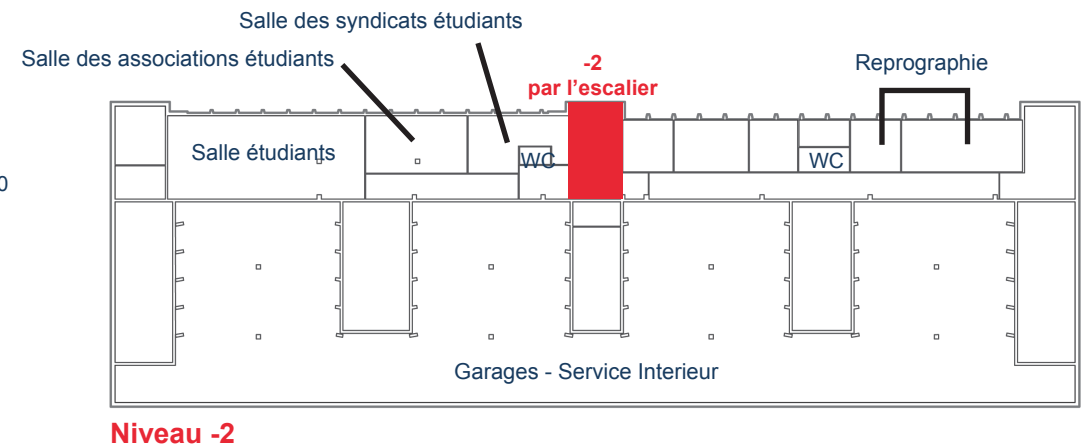 Salle des syndicats étudiants
Salle des associations étudiants
-2
par l'escalier
Reprographie
Salle étudiants
WC
WC
0
Garages - Service Interieur
Niveau -2